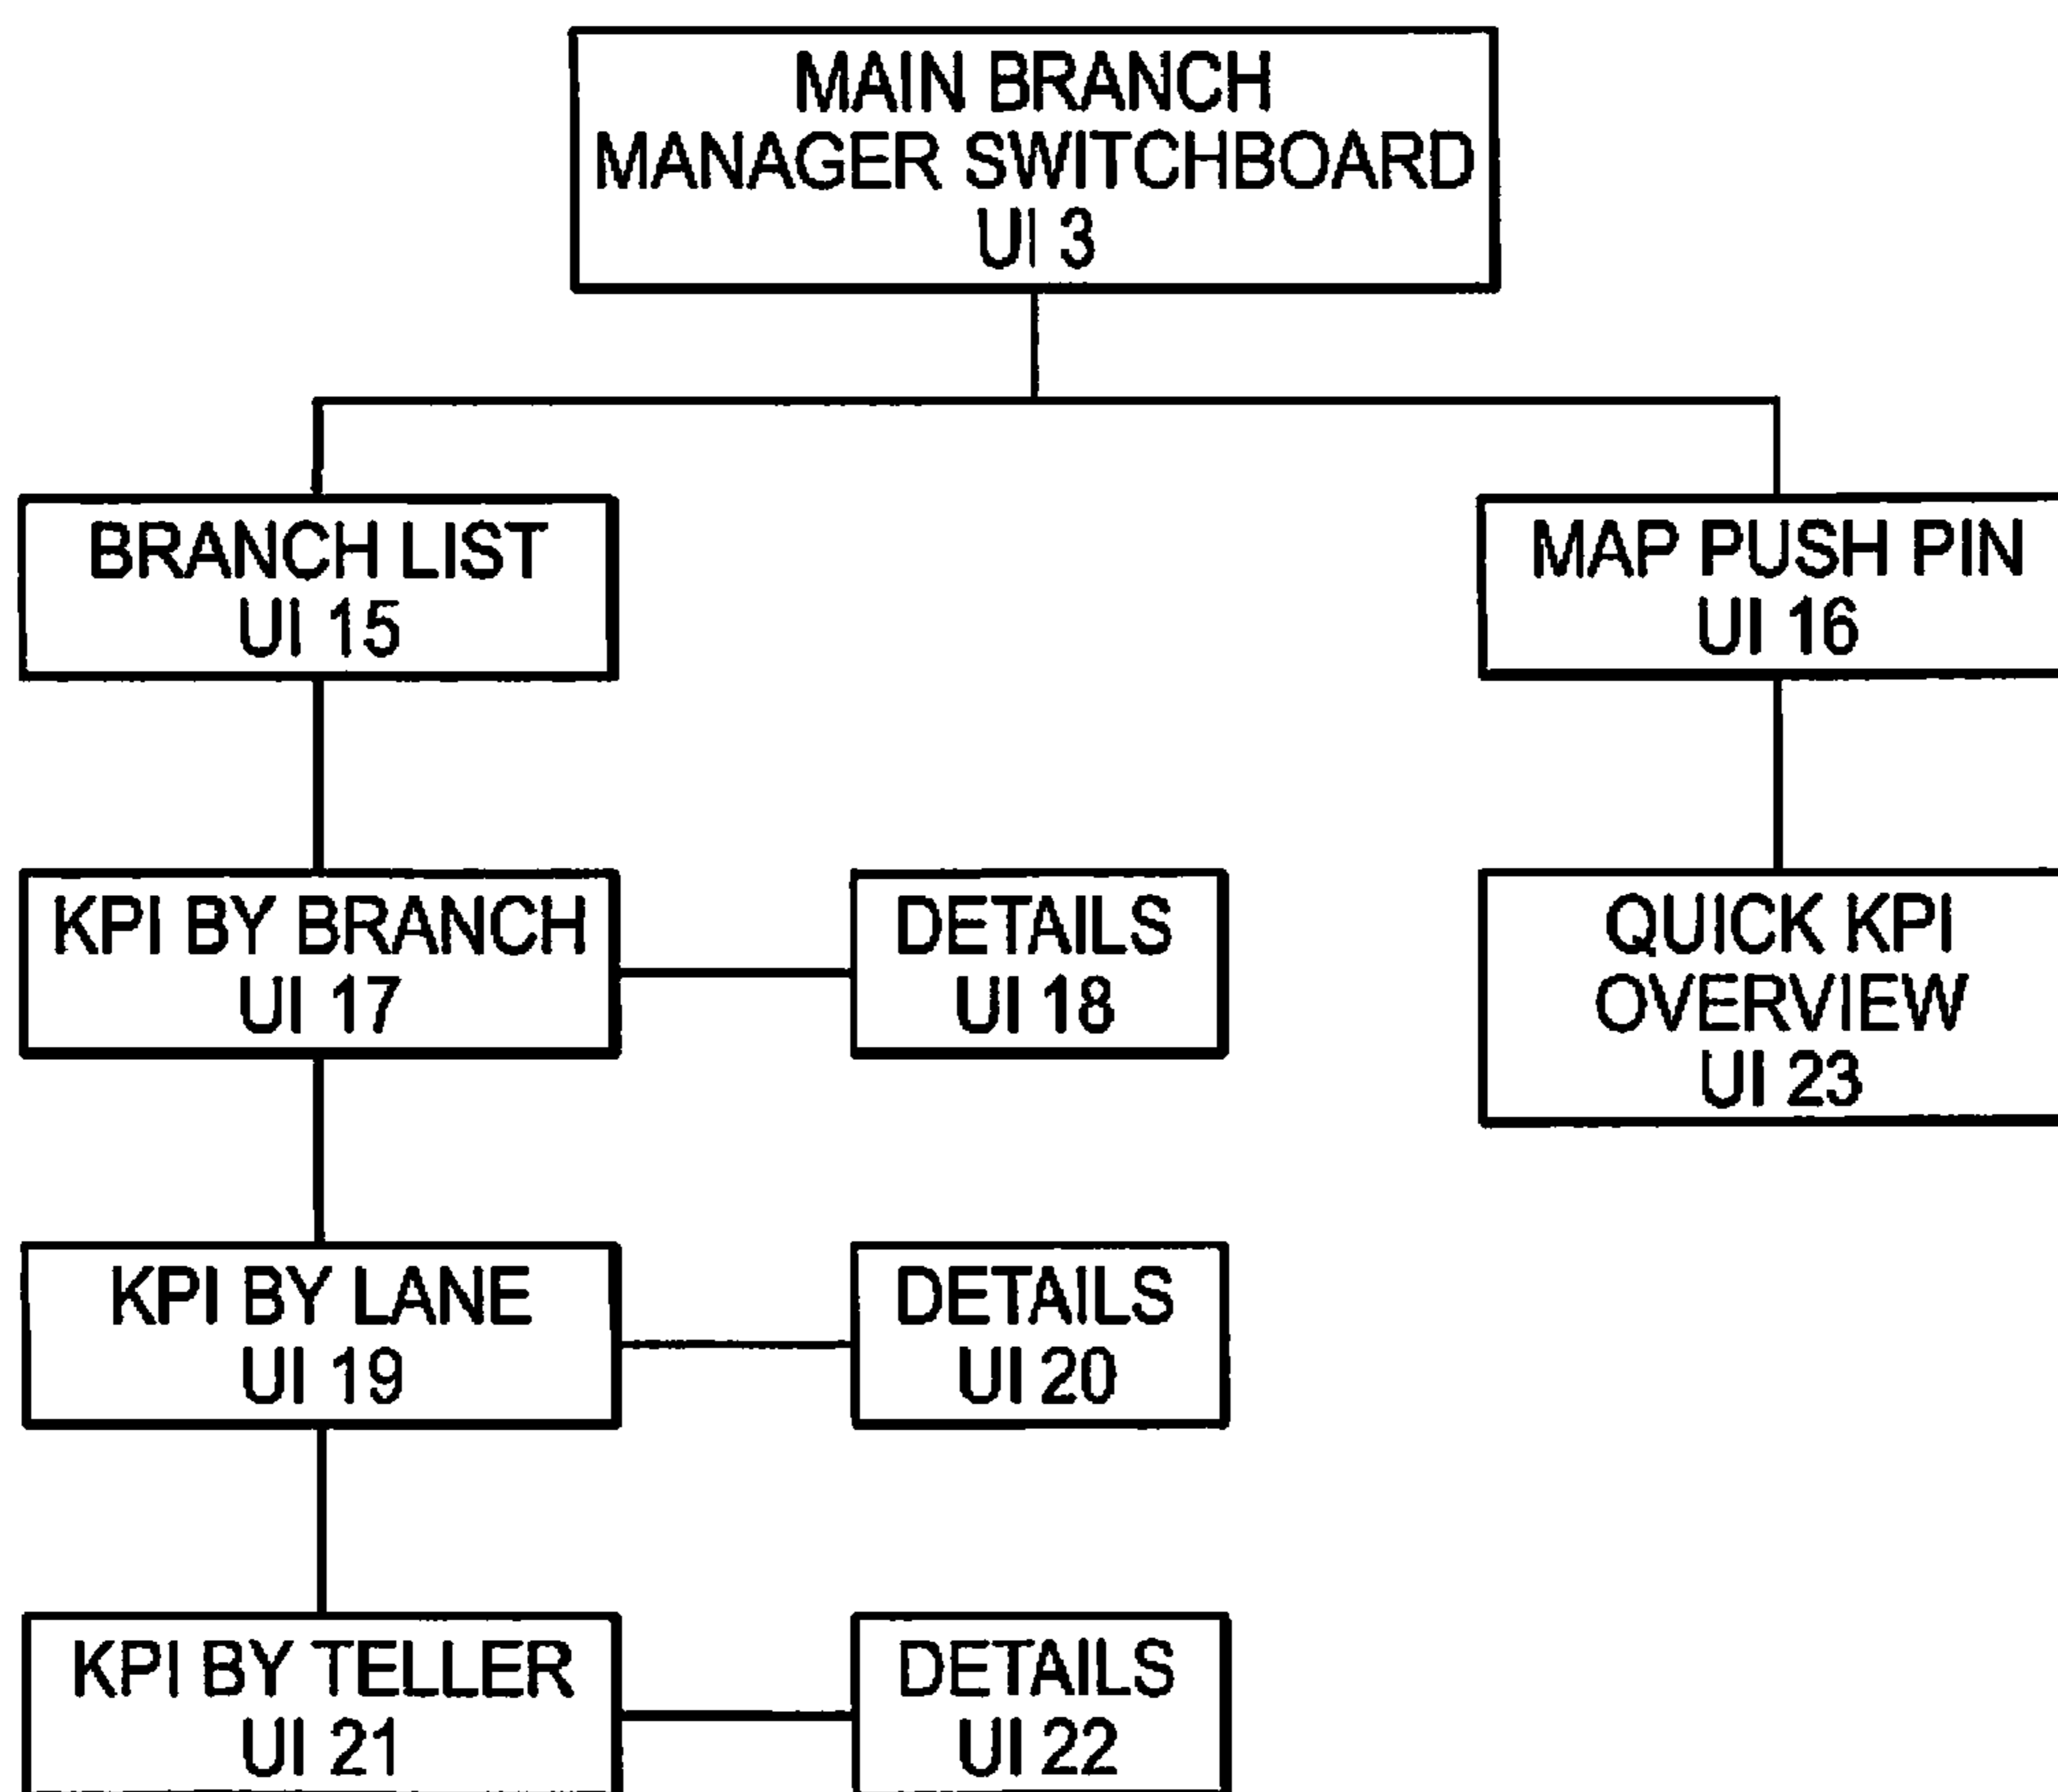 MAIN BRANCH
MANAGER SWITCHBOARD
UI 3
BRANCH LIST
UI 15
MAP PUSH PIN
UI 16
KPI BY BRANCH
UI 17
DETAILS
UI 18
QUICK KPI
OVERVIEW
UI 23
KPI BY LANE
UI 19
DETAILS
UI 20
KPI BY TELLER
UI 21
DETAILS
UI 22